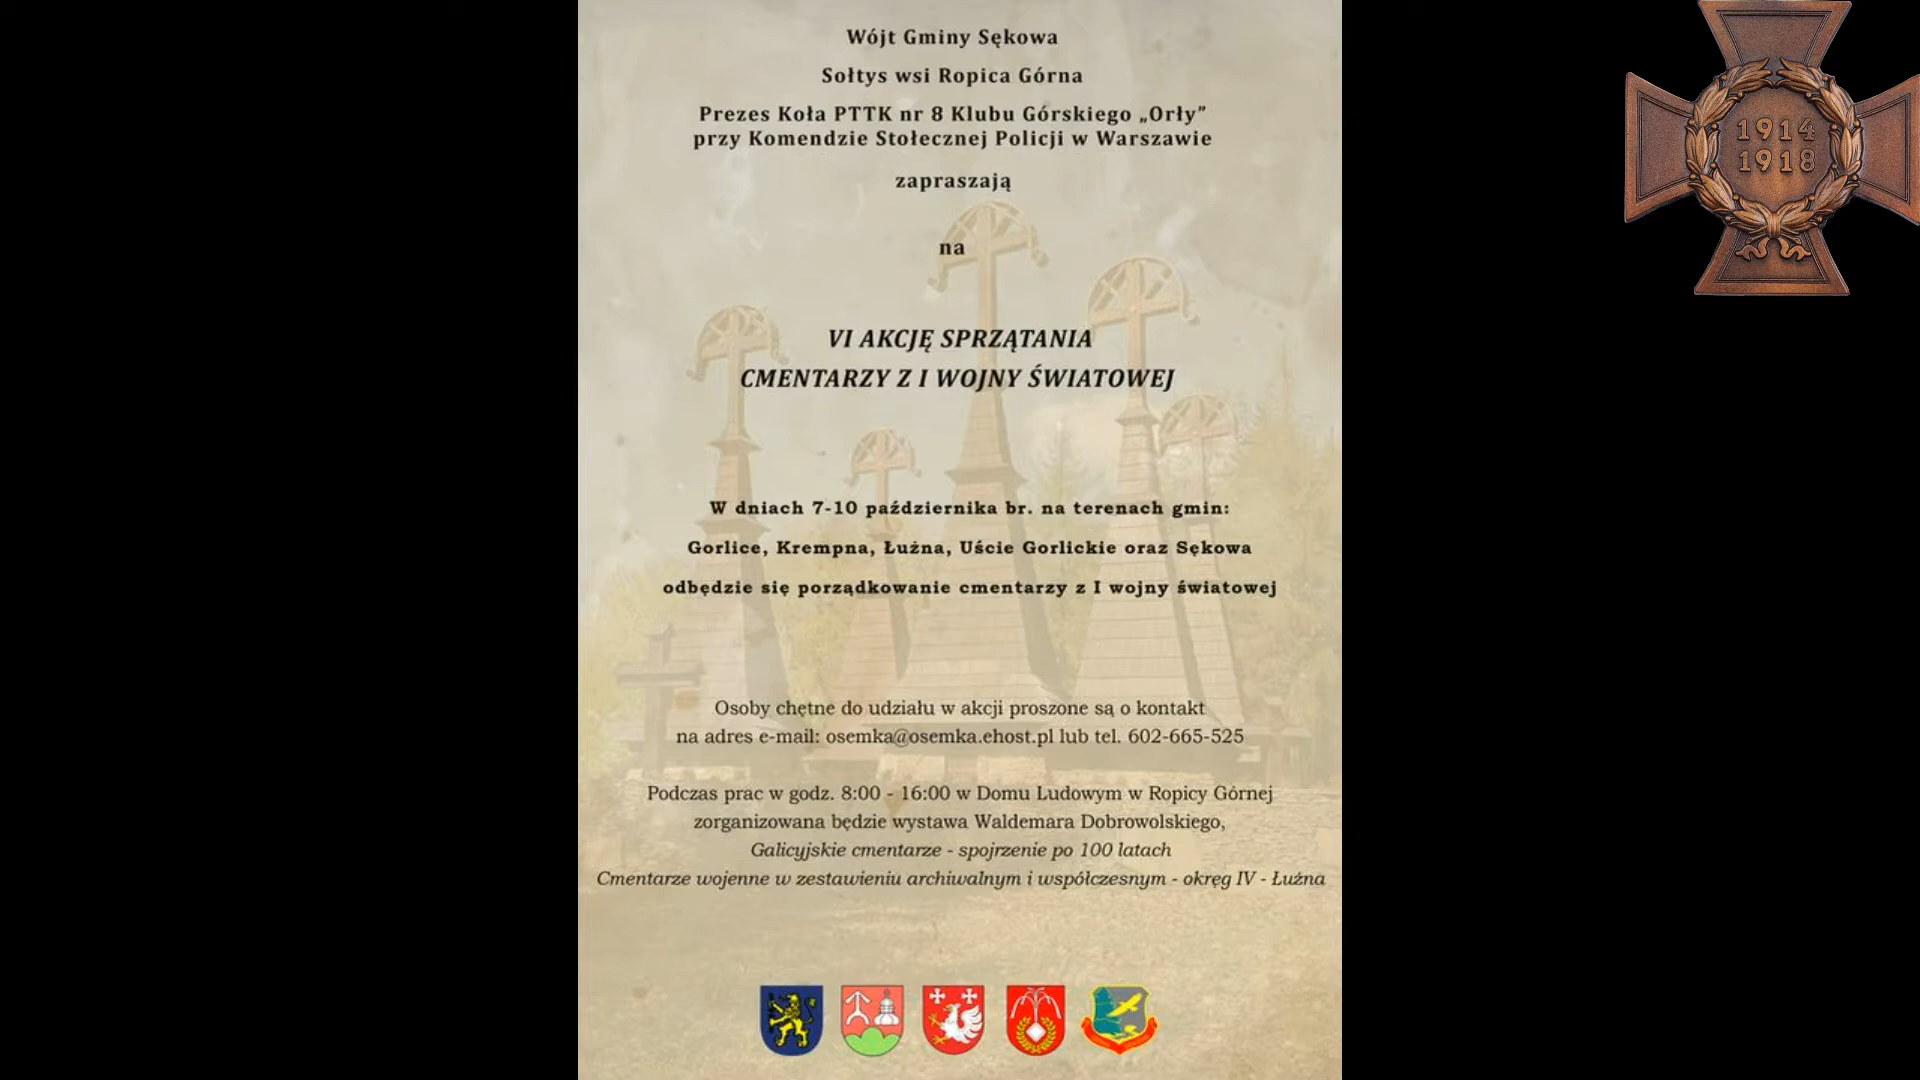 Wójt Gminy Sękowa
Sołtys wsi Ropica Górna
Prezes Koła PTTK nr 8 Klubu Górskiego „Orły”
przy Komendzie Stołecznej Policji w Warszawie
zapraszają
na
VI AKCJĘ SPRZĄTANIA
CMENTARZY Z I WOJNY ŚWIATOWEJ
W dniach 7-10 października br. na terenach gmin:
Gorlice, Krempna, Łużna, Uście Gorlickie oraz Sękowa
odbędzie się porządkowanie cmentarzy z I wojny światowej
Osoby chętne do udziału w akcji proszone są o kontakt
na adres e-mail: osemka@osemka.ehost.pl lub tel. 602-665-525
Podczas prac w godz. 8:00 - 16:00 w Domu Ludowym w Ropicy Górnej
zorganizowana będzie wystawa Waldemara Dobrowolskiego,
Galicyjskie cmentarze - spojrzenie po 100 latach
Cmentarze wojenne w zestawieniu archiwalnym i współczesnym - okręg IV - Łużna
1914
1918